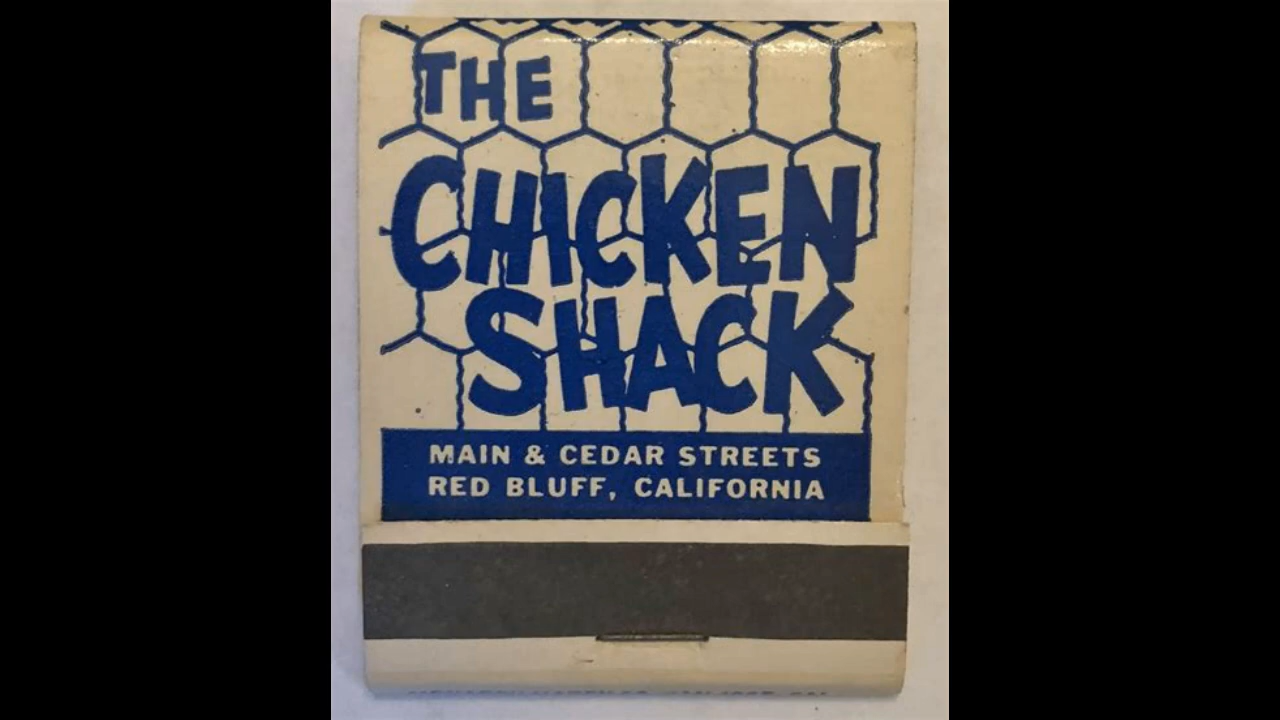 THE
CHICKEN
SHACK
MAIN & CEDAR STREETS
RED BLUFF, CALIFORNIA